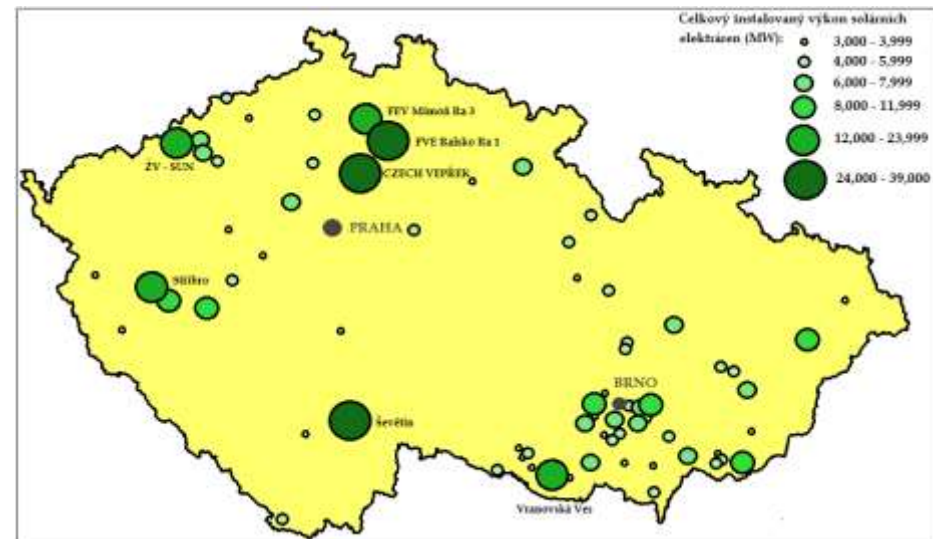 Celkový instalovaný výkon solárních
elektráren (MW):
3,000 - 3,999
4,000 - 5,999
6,000 - 7,999
8,000 - 11,999
12,000 - 23,999
24,000 - 39,000
FEV Mimoň Ra 3
FVE Ralsko Ra 1
ŽV - SUN
CZECH VEPŘEK
PRAHA
Stříbro
BRNO
Ševětín
Vranovská Ves